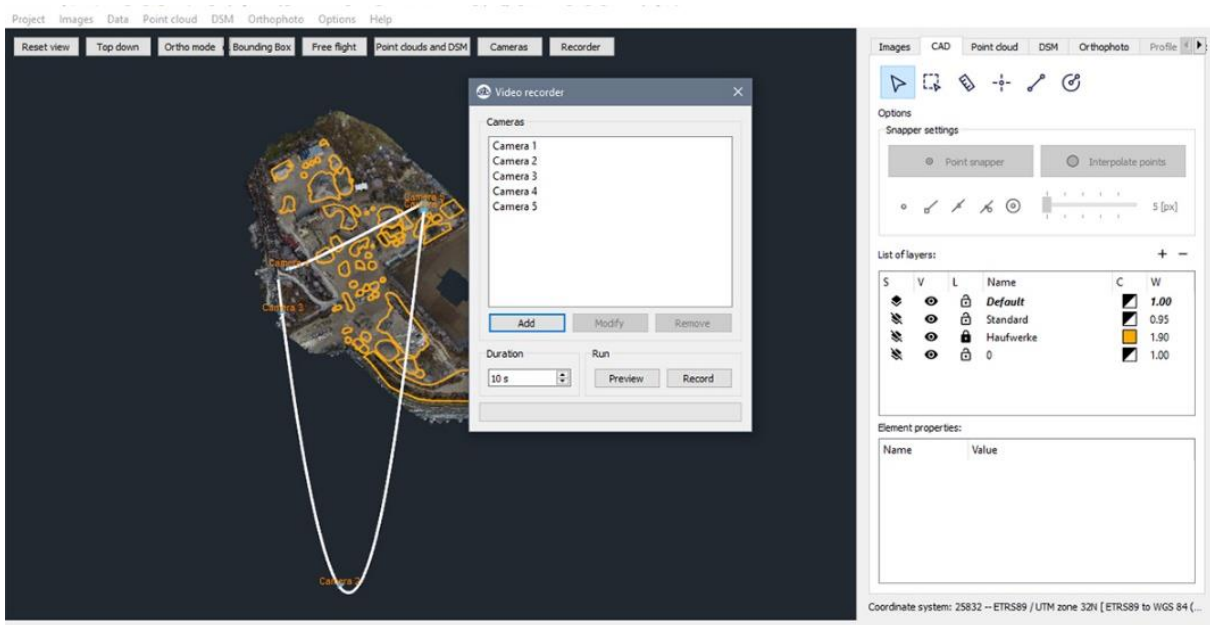 Project Images Data Point cloud DSM Orthophoto Options Help
Reset view Top down Ortho mode Bounding Box Free flight Point clouds and DSM Cameras Recorder
Images CAD Point cloud DSM Orthophoto Profile
Video recorder
Cameras
Camera 1
Camera 2
Camera 3
Camera 4
Camera 5
Add Modify Remove
Duration Run
10 s Preview Record
Camera 3
Camera 2
Options
Snapper settings
Point snapper Interpolate points
5 [px]
List of layers: + −
S V L Name C W
Default 1.00
Standard 0.95
Haufwerke 1.90
0 1.00
Element properties:
Name Value
Coordinate system: 25832 -- ETRS89 / UTM zone 32N [ ETRS89 to WGS 84 (...